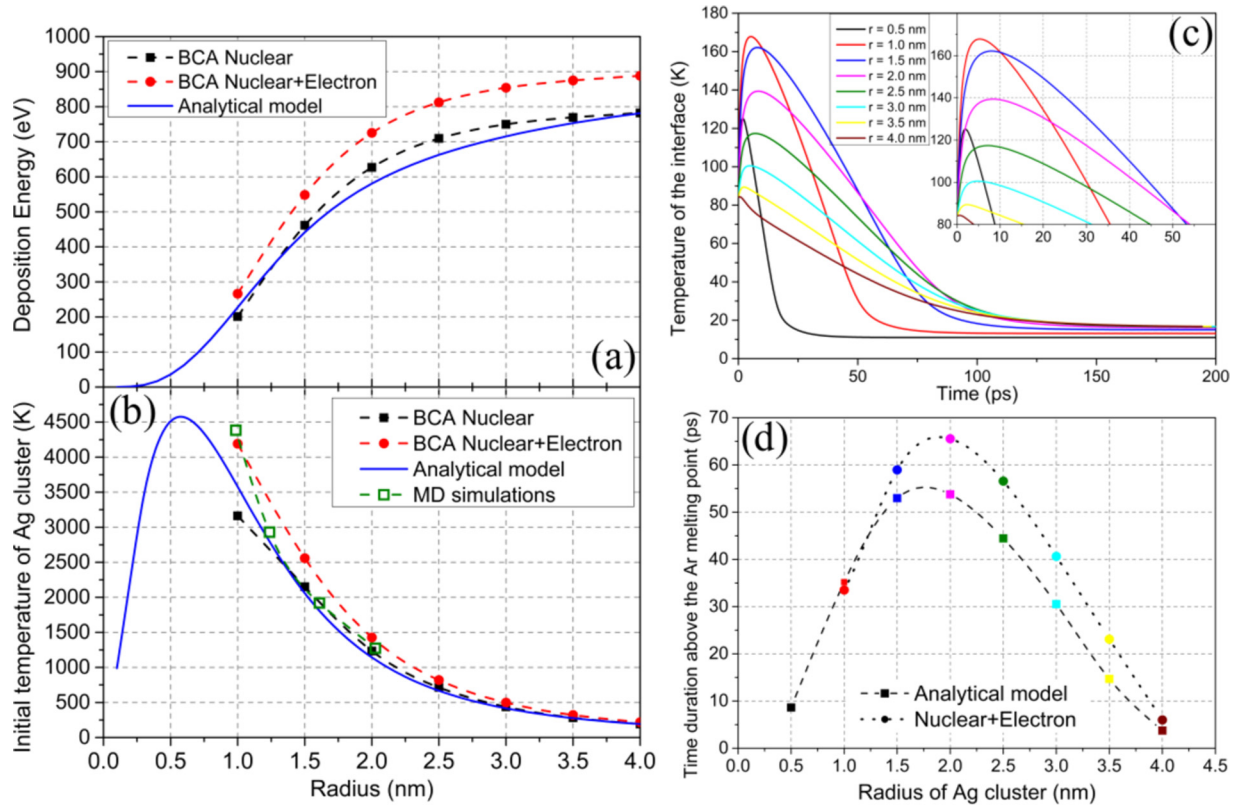 1000
900
800
700
600
500
400
300
200
100
0
Deposition Energy (eV)
BCA Nuclear
BCA Nuclear+Electron
Analytical model
(a)
4500
4000
3500
3000
2500
2000
1500
1000
500
0
Initial temperature of Ag cluster (K)
(b)
BCA Nuclear
BCA Nuclear+Electron
Analytical model
MD simulations
0.0 0.5 1.0 1.5 2.0 2.5 3.0 3.5 4.0
Radius (nm)
180
160
140
120
100
80
60
40
20
0
Temperature of the interface (K)
r = 0.5 nm
r = 1.0 nm
r = 1.5 nm
r = 2.0 nm
r = 2.5 nm
r = 3.0 nm
r = 3.5 nm
r = 4.0 nm
(c)
160
140
120
100
80
0 10 20 30 40 50
0 50 100 150 200
Time (ps)
70
60
50
40
30
20
10
0
Time duration above the Ar melting point (ps)
(d)
Analytical model
Nuclear+Electron
0.0 0.5 1.0 1.5 2.0 2.5 3.0 3.5 4.0 4.5
Radius of Ag cluster (nm)